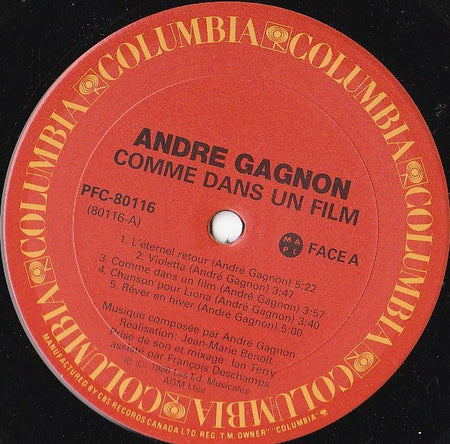 COLUMBIA COLUMBIA COLUMBIA COLUMBIA COLUMBIA COLUMBIA
ANDRE GAGNON
COMME DANS UN FILM
PFC-80116
(80116-A)
MAPL
FACE A
1. L'éternel retour (André Gagnon) 5:22
2. Violetta (André Gagnon) 3:47
3. Comme dans un film (André Gagnon) 3:47
4. Chanson pour Liona (André Gagnon) 3:40
5. Rêver en hiver (André Gagnon) 5:00
Musique composée par André Gagnon
Réalisation: Jean-Marie Benoît
Prise de son et mixage: Ian Terry
assisté par François Deschamps
© 1986 Les Ed. Musicales
AGM Ltée
MANUFACTURED BY CBS RECORDS CANADA LTD. REG. T.M. OWNER "COLUMBIA"